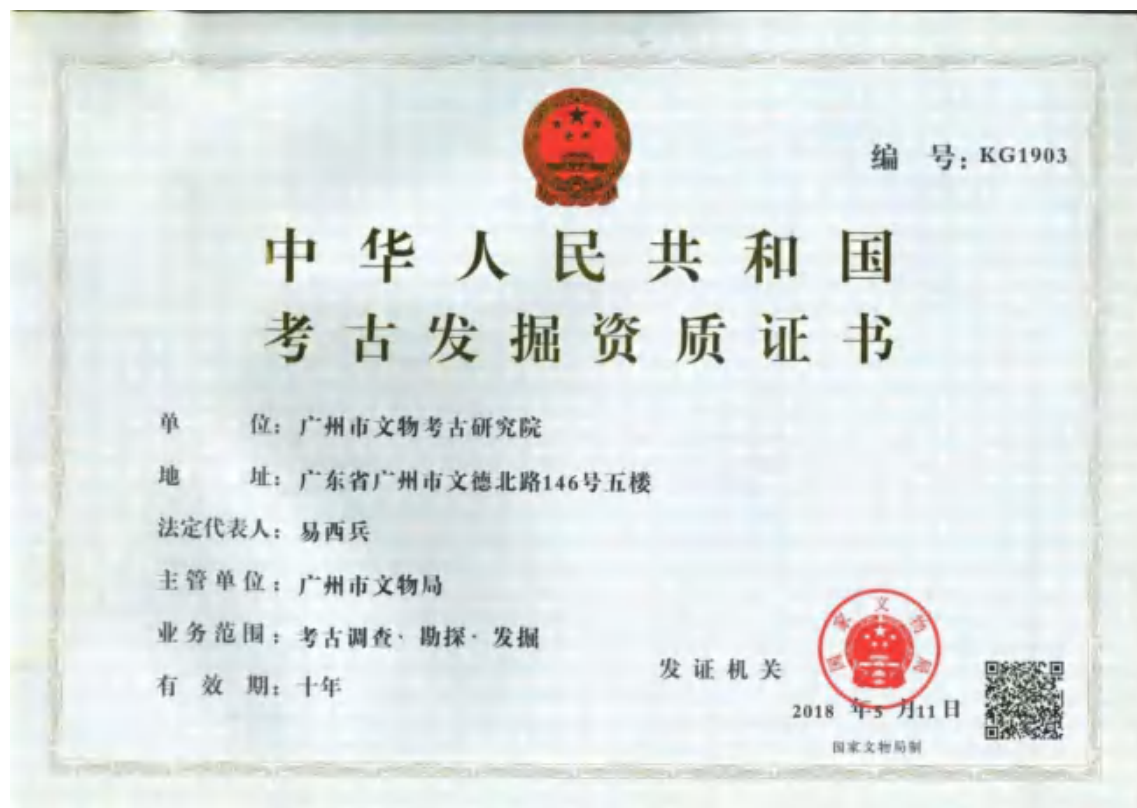 编 号：KG1903
中华人民共和国
考古发掘资质证书
单 位：广州市文物考古研究院
地 址：广东省广州市文德北路146号五楼
法定代表人：易西兵
主管单位：广州市文物局
业务范围：考古调查·勘探·发掘
有 效 期：十年
国家文物局
发证机关
2018 年5 月11日
国家文物局制